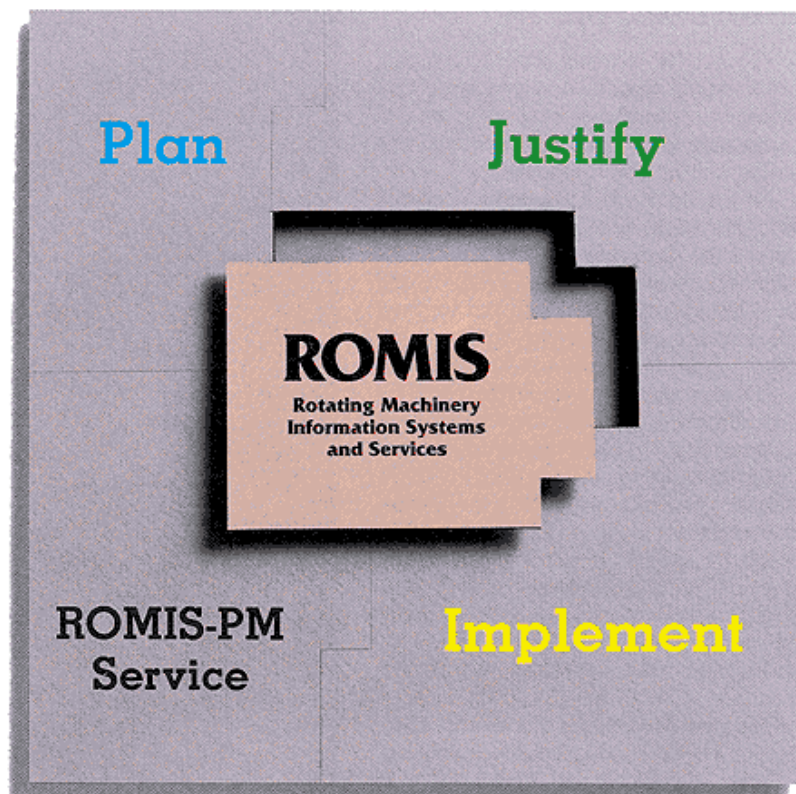 Plan
Justify
ROMIS
Rotating Machinery
Information Systems
and Services
ROMIS-PM
Service
Implement